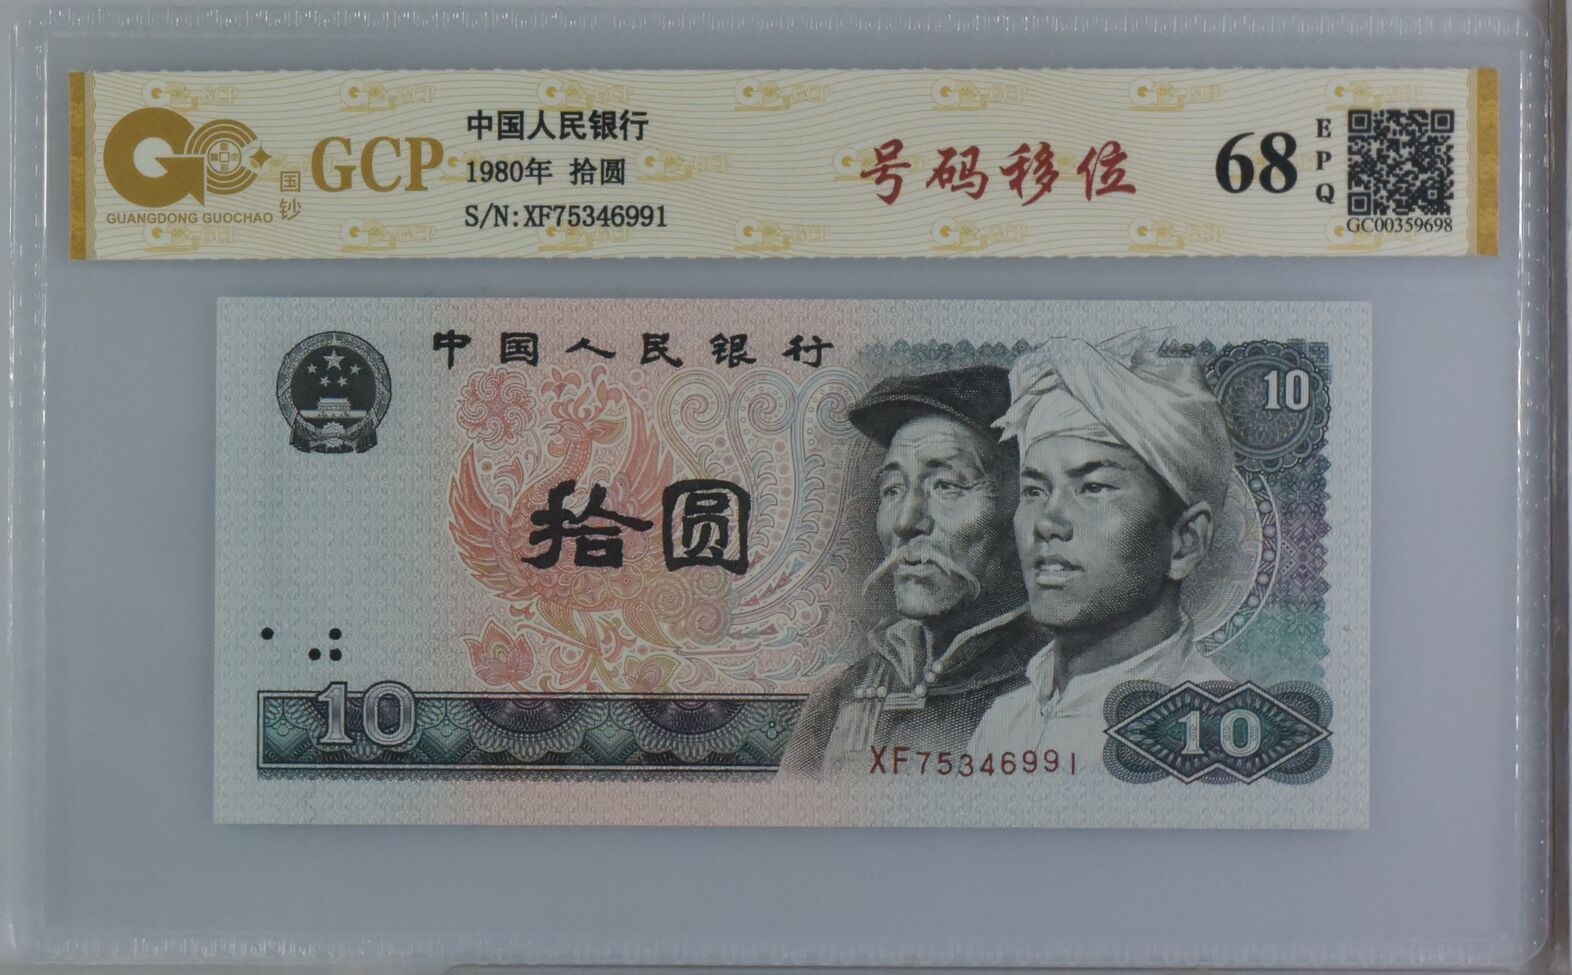 GCP
GUANGDONG GUOCHAO
国钞
中国人民银行
1980年 拾圆
S/N: XF75346991
号码移位
68
EPQ
GC00359698
中国人民银行
10
拾圆
10
XF75346991
10